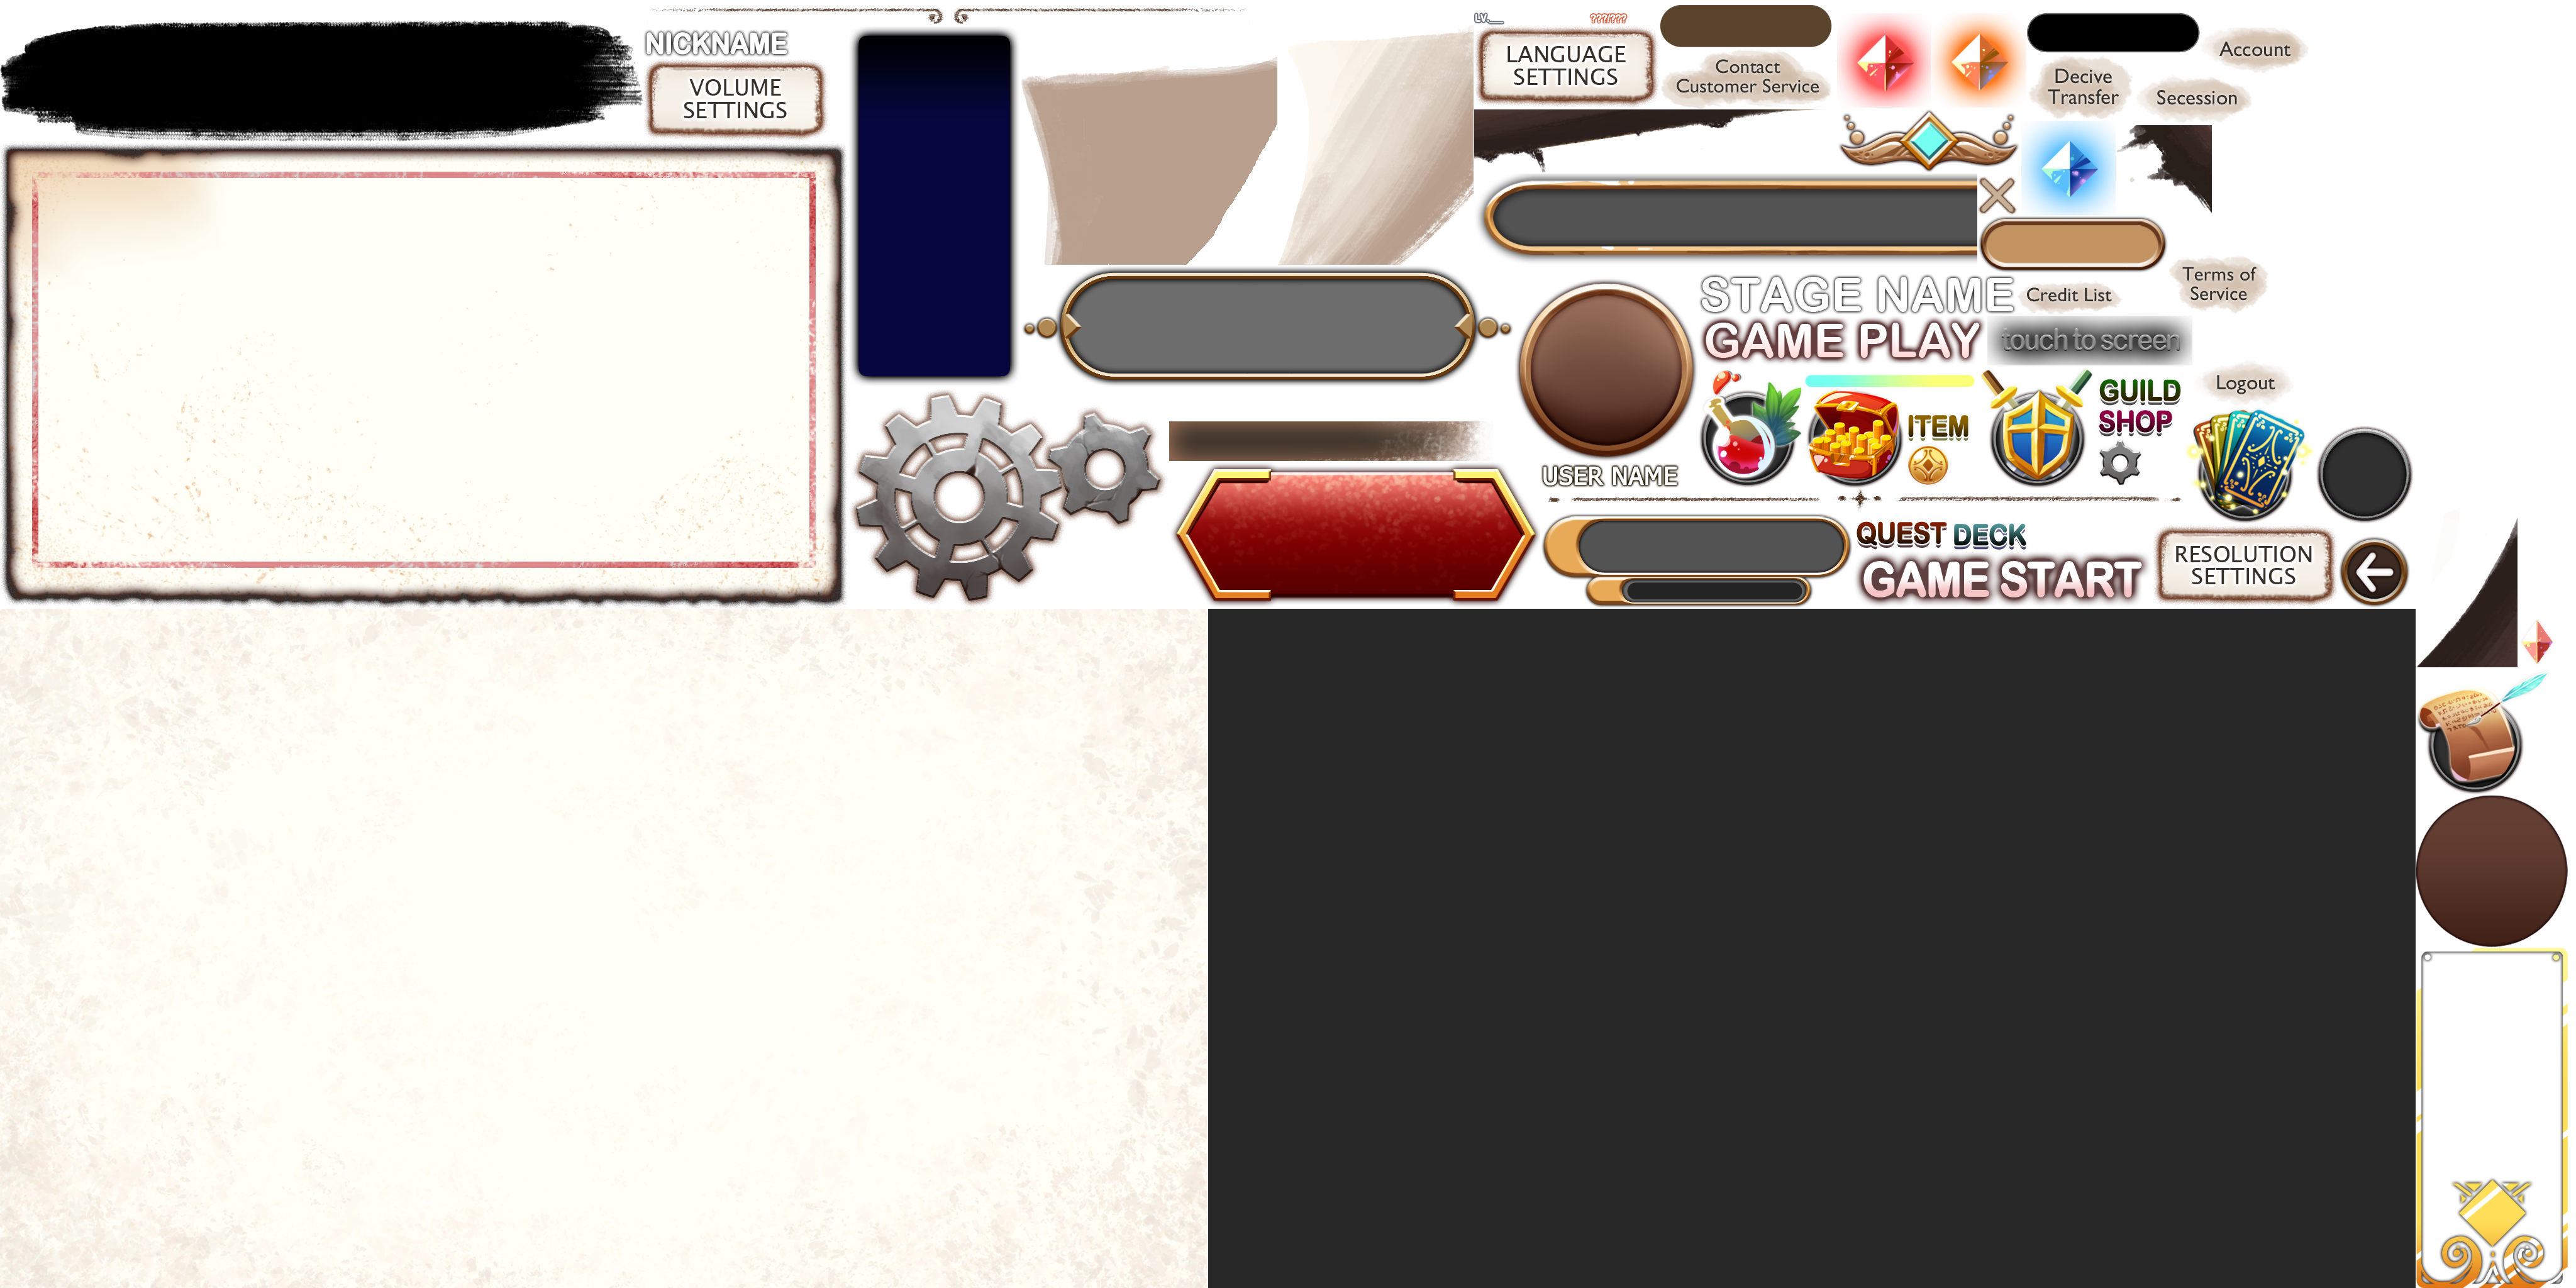 NICKNAME
VOLUME
SETTINGS
LV.
???/???
LANGUAGE
SETTINGS
Contact
Customer Service
Decive
Transfer
Account
Secession
STAGE NAME
Credit List
Terms of
Service
GAME PLAY
touch to screen
Logout
ITEM
GUILD
SHOP
USER NAME
QUEST
DECK
GAME START
RESOLUTION
SETTINGS